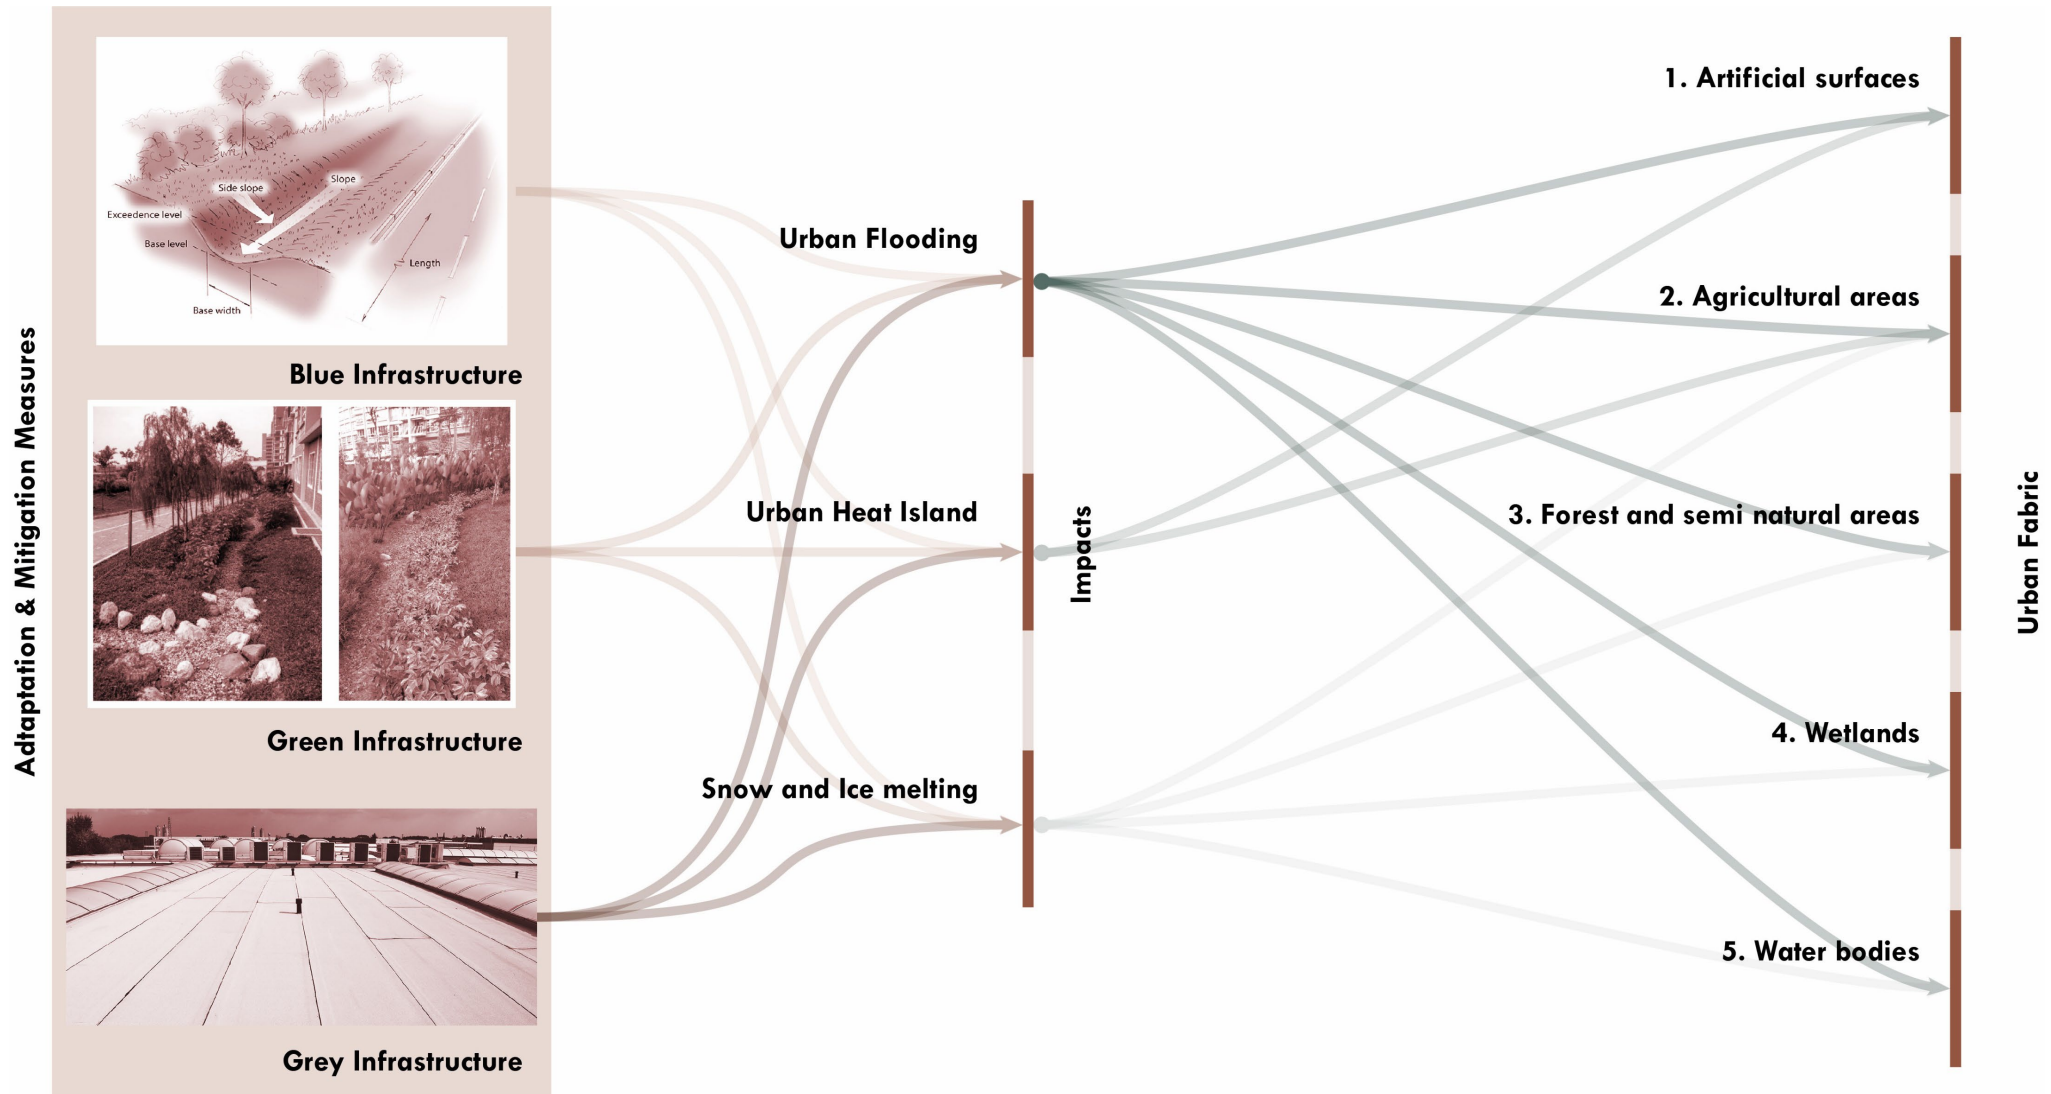 Adtaptation & Mitigation Measures
Side slope
Slope
Exceedence level
Base level
Length
Base width
Blue Infrastructure
Green Infrastructure
Grey Infrastructure
Urban Flooding
Urban Heat Island
Snow and Ice melting
Impacts
1. Artificial surfaces
2. Agricultural areas
3. Forest and semi natural areas
4. Wetlands
5. Water bodies
Urban Fabric